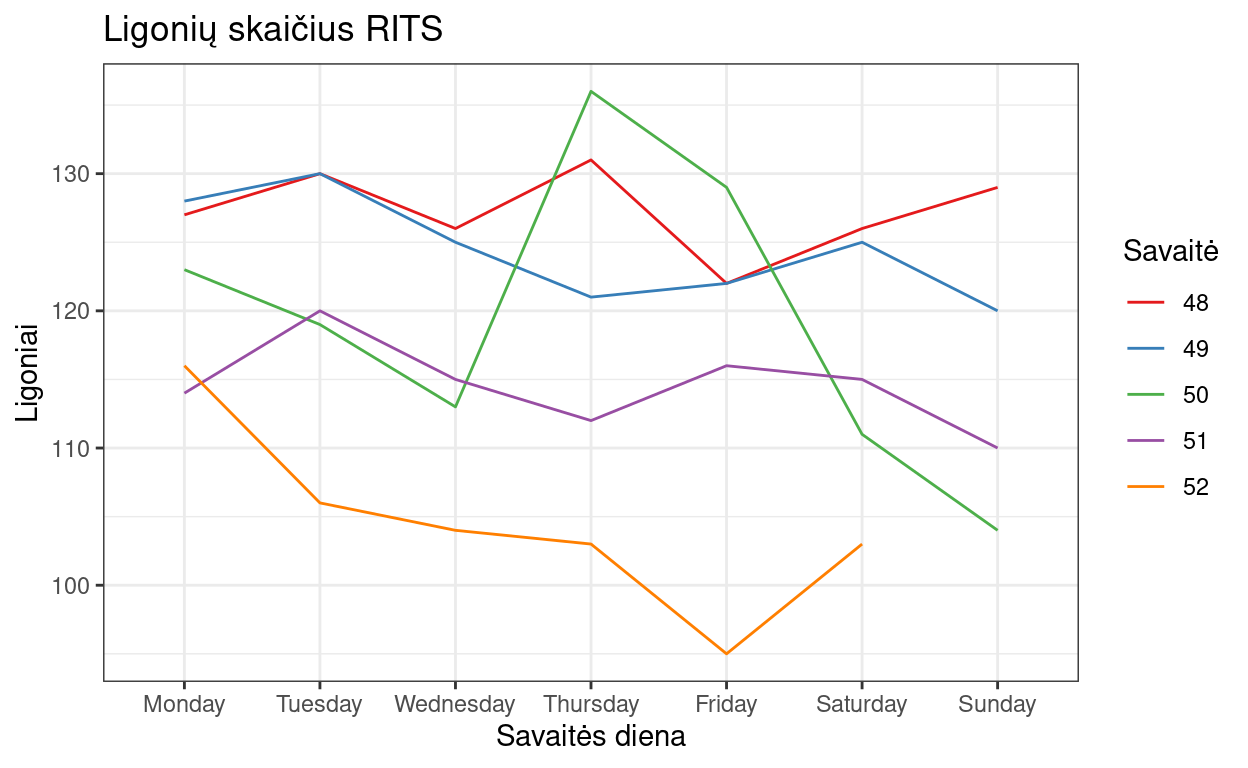 Ligonių skaičius RITS
Ligoniai
130
120
110
100
Monday Tuesday Wednesday Thursday Friday Saturday Sunday
Savaitės diena
Savaitė
48
49
50
51
52